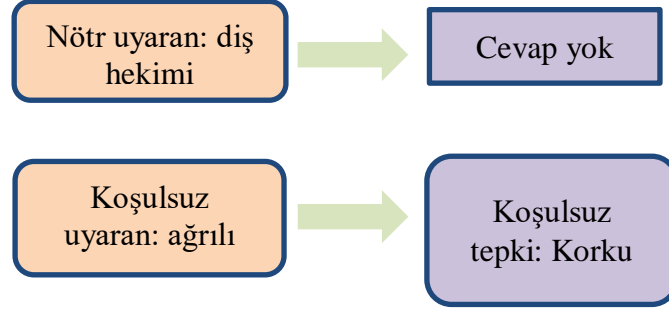 Nötr uyaran: diş
hekimi
Cevap yok
Koşulsuz
uyaran: ağrılı
Koşulsuz
tepki: Korku